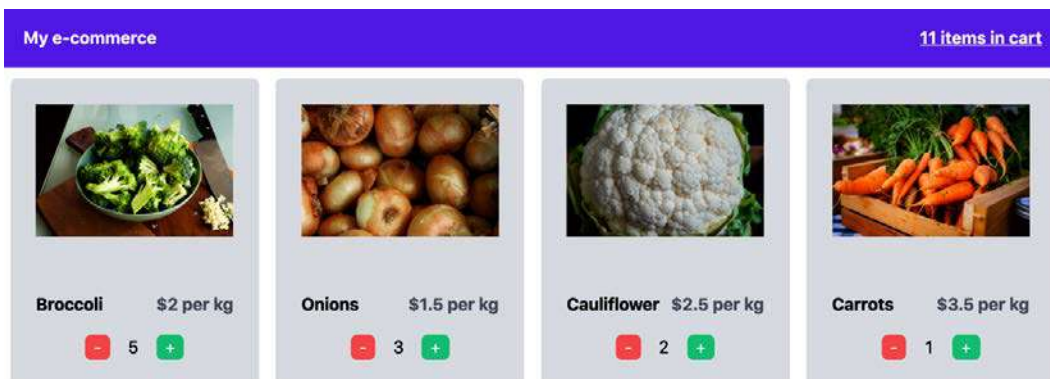 My e-commerce
11 items in cart
Broccoli $2 per kg
Onions $1.5 per kg
Cauliflower $2.5 per kg
Carrots $3.5 per kg
- 5 +
- 3 +
- 2 +
- 1 +